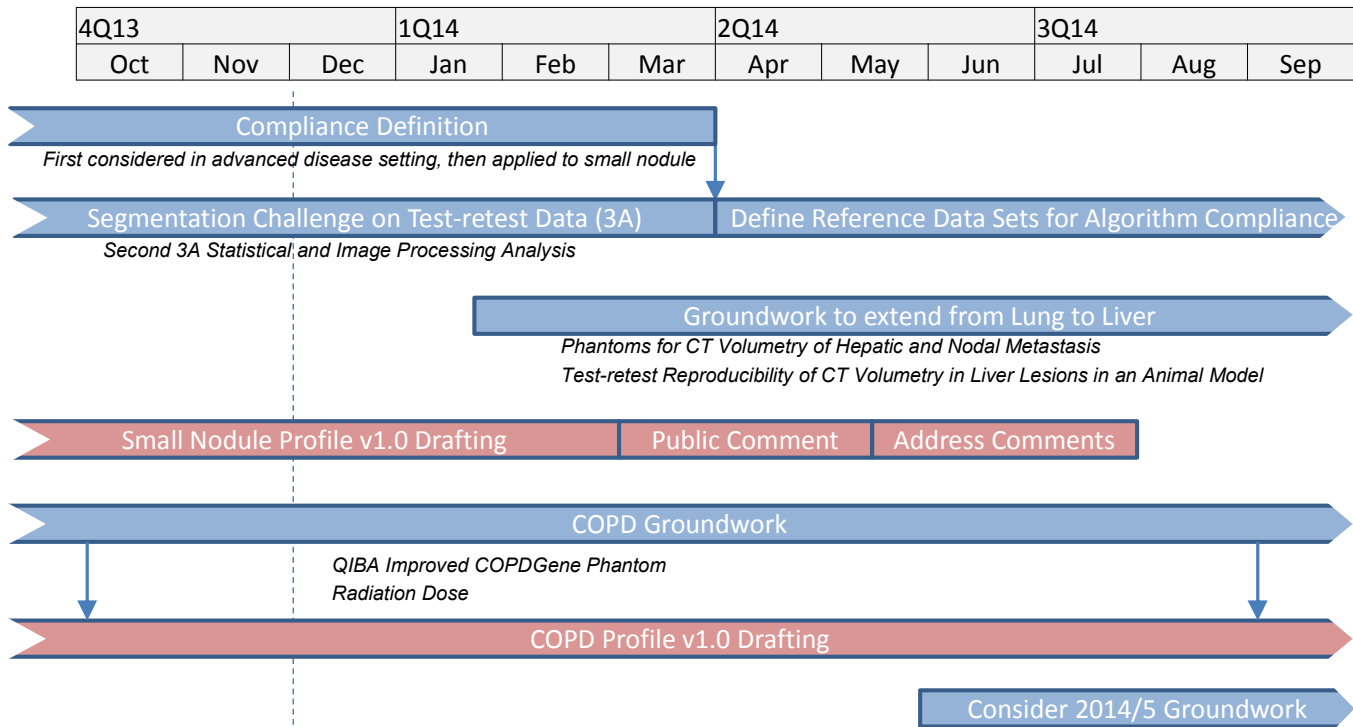 4Q13 1Q14 2Q14 3Q14
Oct Nov Dec Jan Feb Mar Apr May Jun Jul Aug Sep
Compliance Definition
First considered in advanced disease setting, then applied to small nodule
Segmentation Challenge on Test-retest Data (3A) Define Reference Data Sets for Algorithm Compliance
Second 3A Statistical and Image Processing Analysis
Groundwork to extend from Lung to Liver
Phantoms for CT Volumetry of Hepatic and Nodal Metastasis
Test-retest Reproducibility of CT Volumetry in Liver Lesions in an Animal Model
Small Nodule Profile v1.0 Drafting Public Comment Address Comments
COPD Groundwork
QIBA Improved COPDGene Phantom
Radiation Dose
COPD Profile v1.0 Drafting
Consider 2014/5 Groundwork